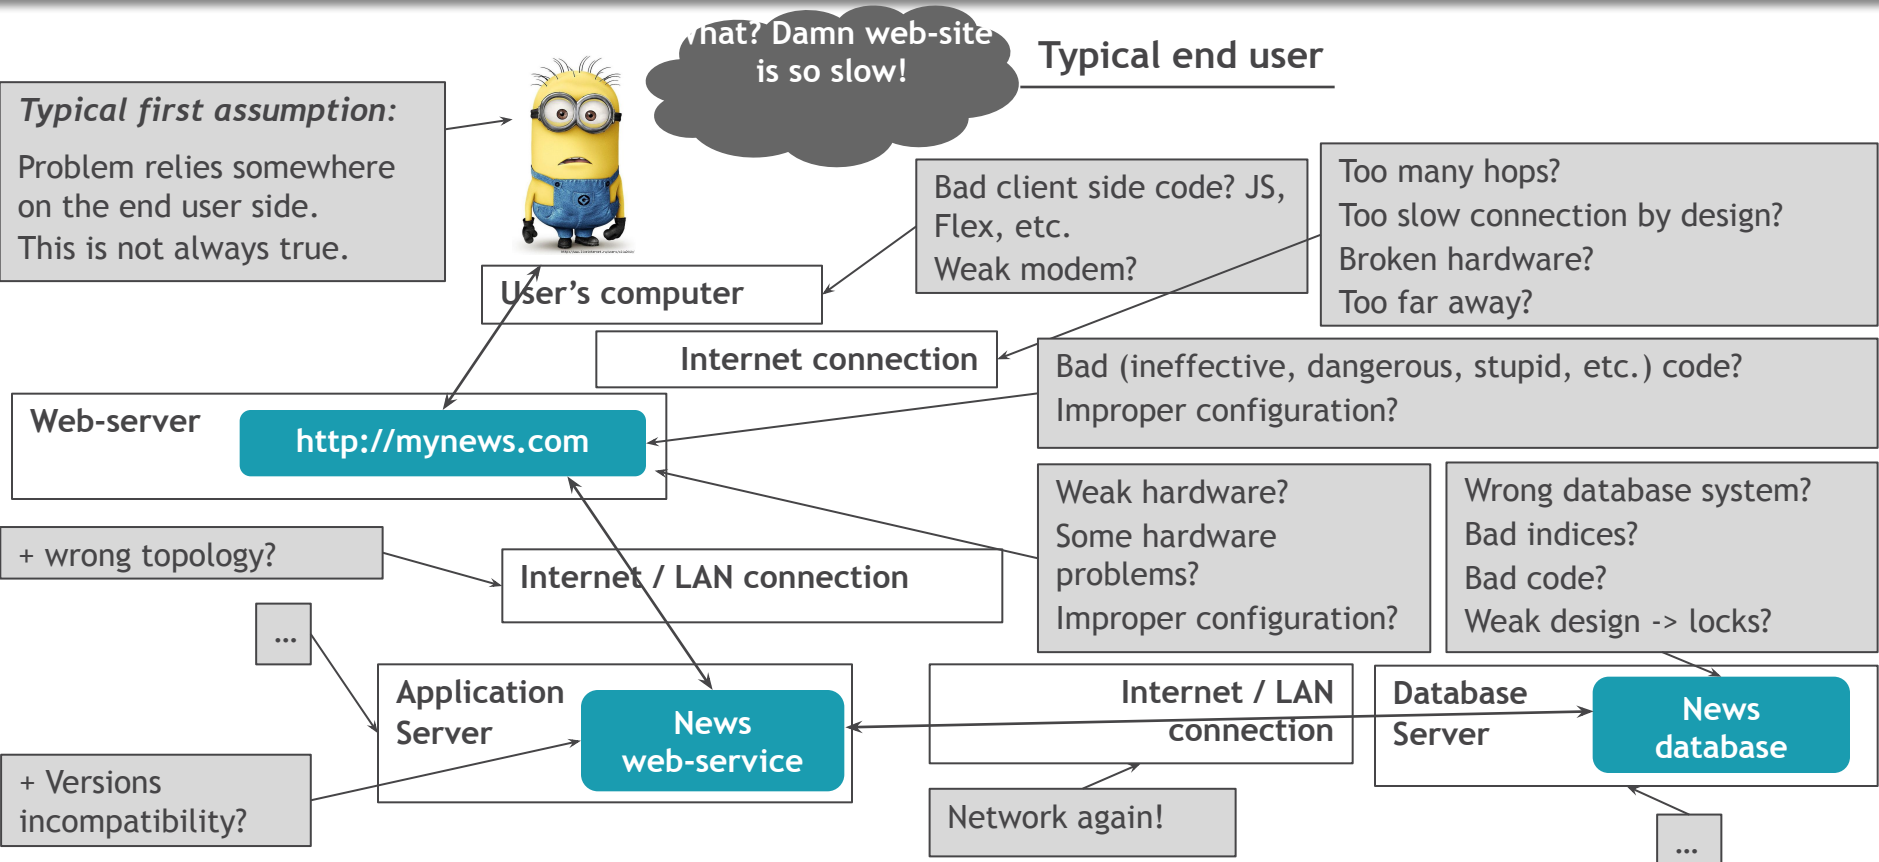 What? Damn web-site
is so slow!
Typical end user
Typical first assumption:
Problem relies somewhere
on the end user side.
This is not always true.
Bad client side code? JS,
Flex, etc.
Weak modem?
Too many hops?
Too slow connection by design?
Broken hardware?
Too far away?
User's computer
Internet connection
Bad (ineffective, dangerous, stupid, etc.) code?
Improper configuration?
Web-server
http://mynews.com
Weak hardware?
Some hardware
problems?
Improper configuration?
Wrong database system?
Bad indices?
Bad code?
Weak design -> locks?
+ wrong topology?
Internet / LAN connection
...
Application
Server
News
web-service
Internet / LAN
connection
Database
Server
News
database
+ Versions
incompatibility?
Network again!
...